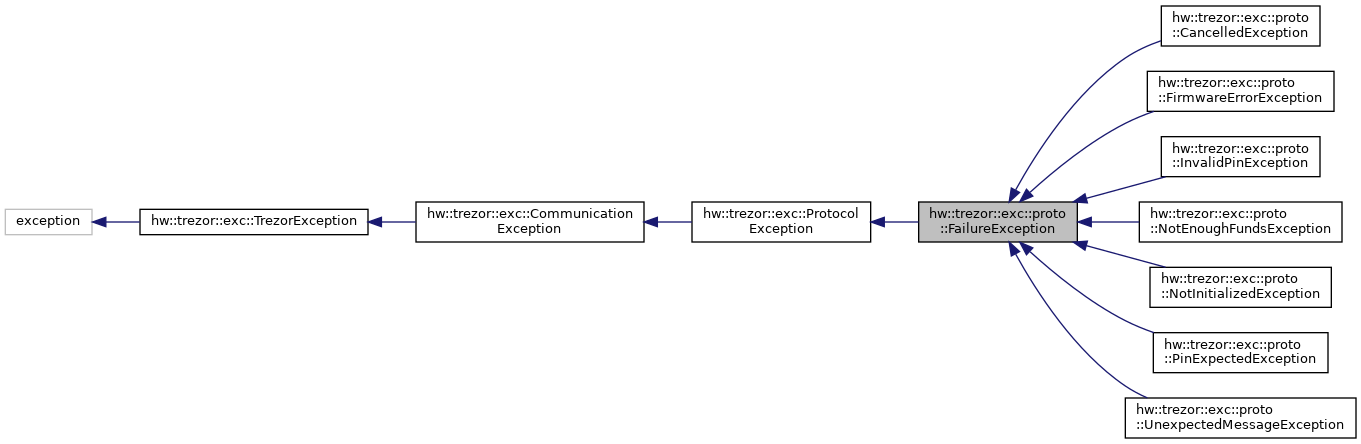 exception
hw::trezor::exc::TrezorException
hw::trezor::exc::Communication
Exception
hw::trezor::exc::Protocol
Exception
hw::trezor::exc::proto
::FailureException
hw::trezor::exc::proto
::CancelledException
hw::trezor::exc::proto
::FirmwareErrorException
hw::trezor::exc::proto
::InvalidPinException
hw::trezor::exc::proto
::NotEnoughFundsException
hw::trezor::exc::proto
::NotInitializedException
hw::trezor::exc::proto
::PinExpectedException
hw::trezor::exc::proto
::UnexpectedMessageException